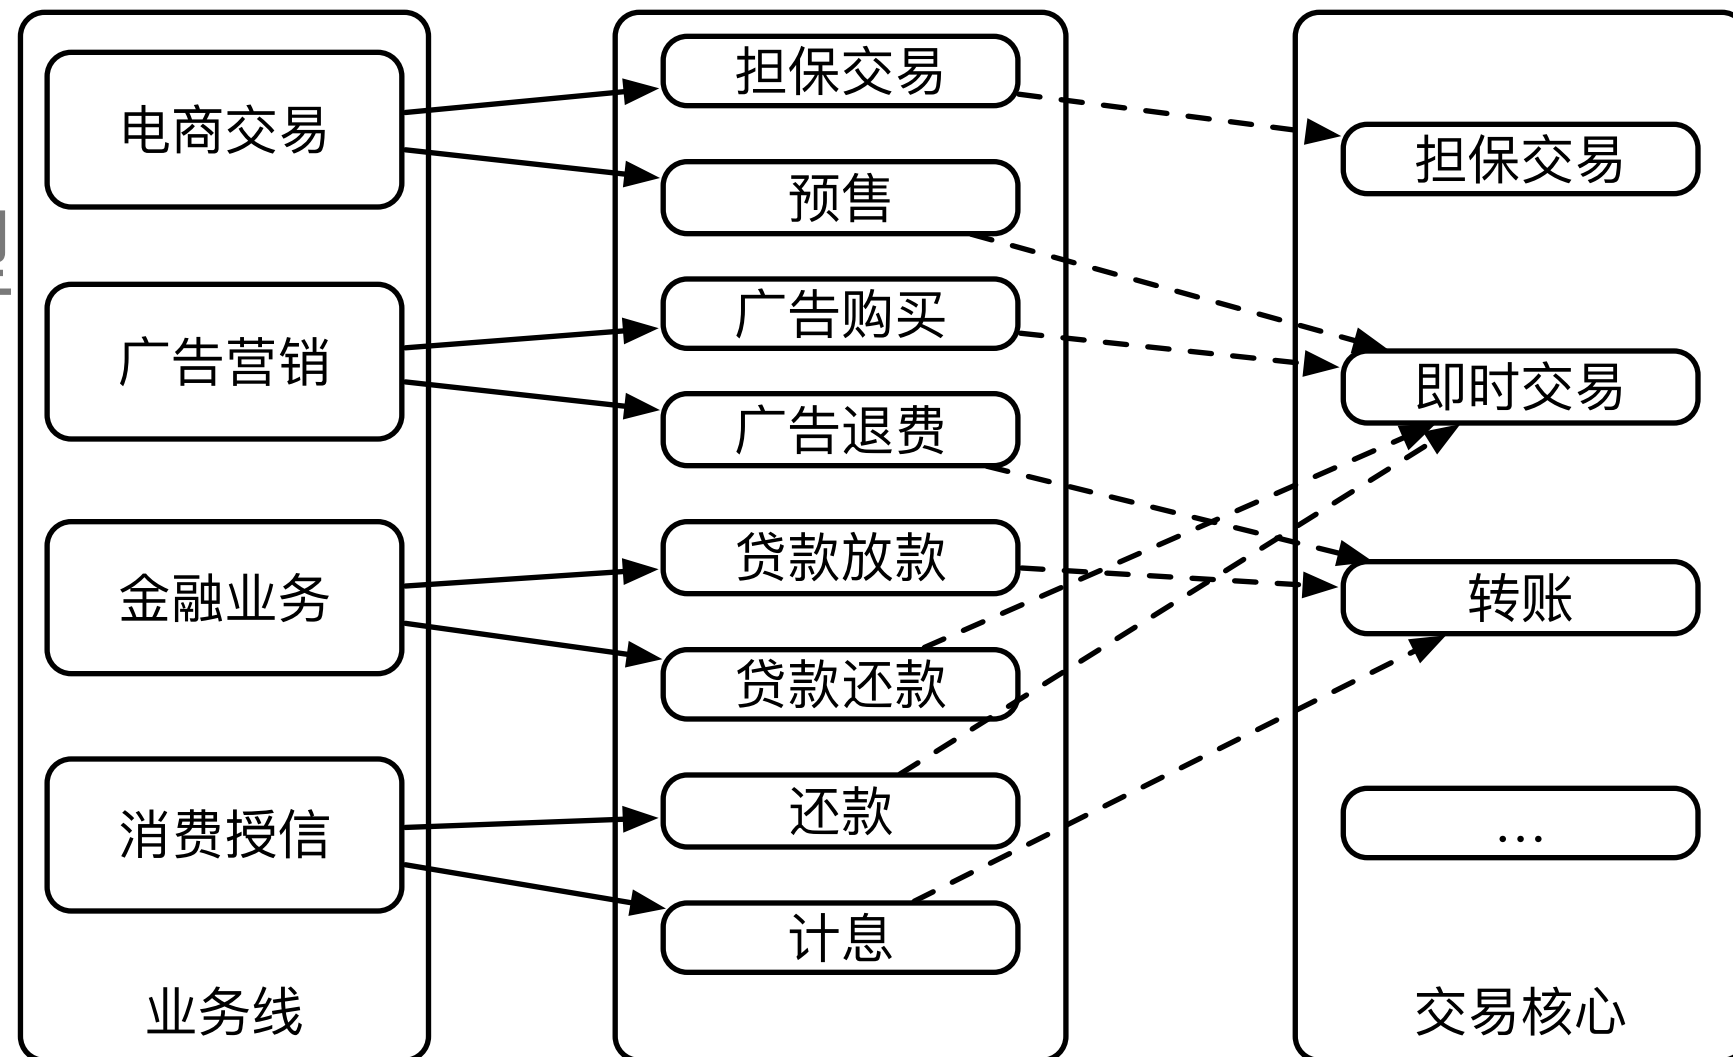 电商交易
广告营销
金融业务
消费授信
业务线
担保交易
预售
广告购买
广告退费
贷款放款
贷款还款
还款
计息
担保交易
即时交易
转账
...
交易核心